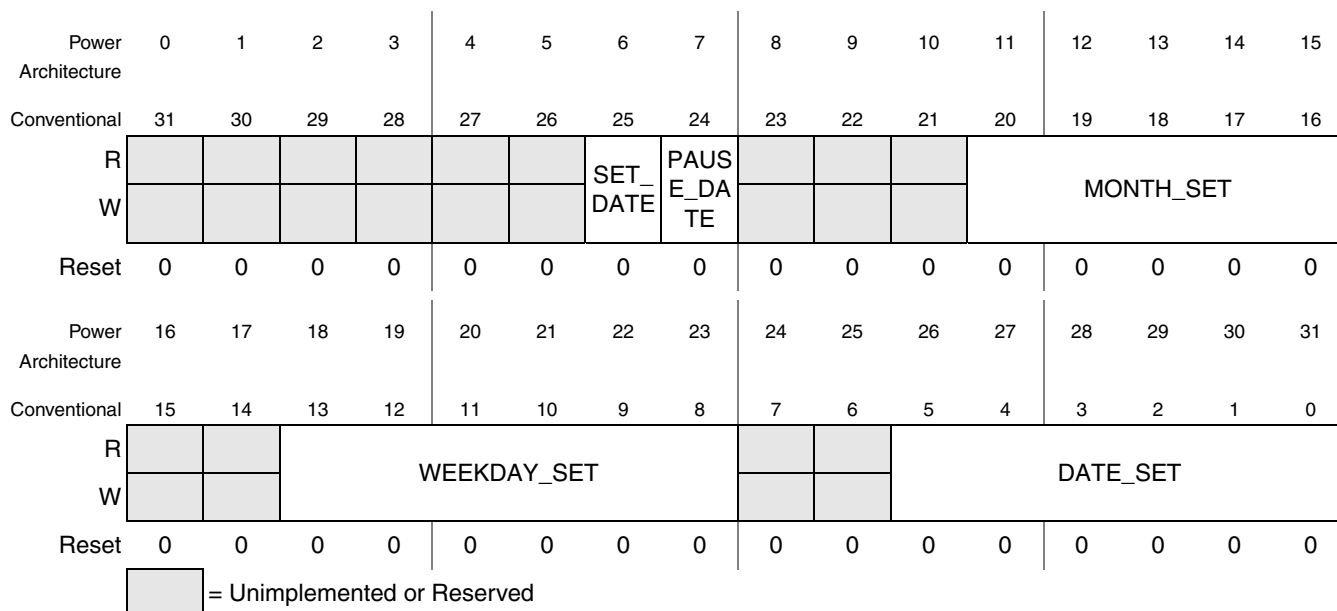 Power Architecture 0 1 2 3 4 5 6 7 8 9 10 11 12 13 14 15
Conventional 31 30 29 28 27 26 25 24 23 22 21 20 19 18 17 16
R
W
SET_
DATE
PAUS
E_DA
TE
MONTH_SET
Reset 0 0 0 0 0 0 0 0 0 0 0 0 0 0 0 0
Power Architecture 16 17 18 19 20 21 22 23 24 25 26 27 28 29 30 31
Conventional 15 14 13 12 11 10 9 8 7 6 5 4 3 2 1 0
R
W
WEEKDAY_SET
DATE_SET
Reset 0 0 0 0 0 0 0 0 0 0 0 0 0 0 0 0
= Unimplemented or Reserved